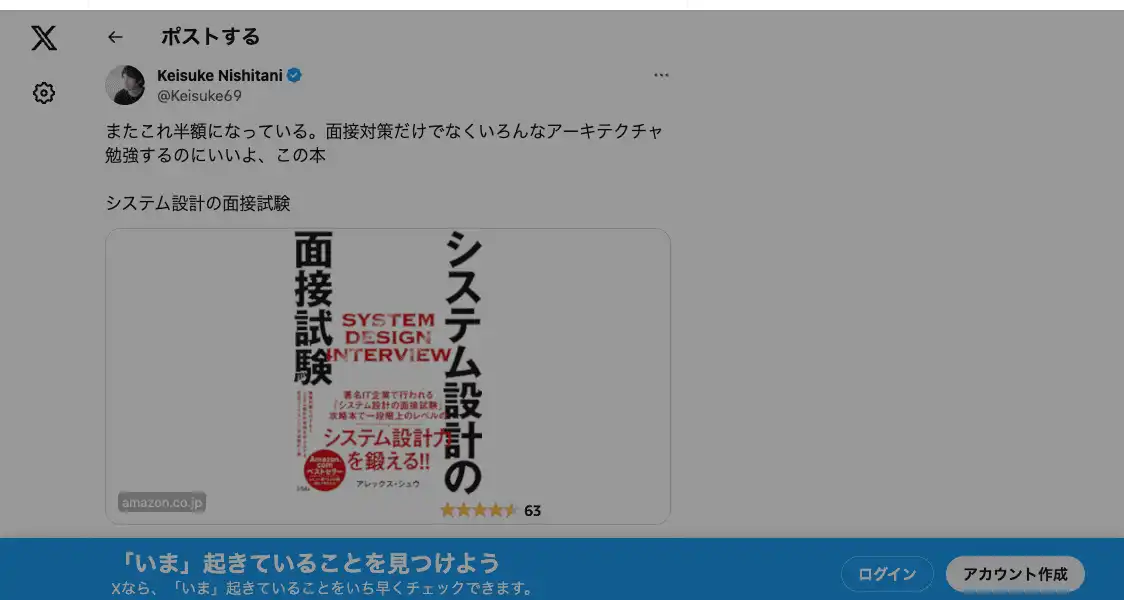 ポストする
Keisuke Nishitani
@Keisuke69
またこれ半額になっている。面接対策だけでなくいろんなアーキテクチャ
勉強するのにいいよ、この本
システム設計の面接試験
システム設計の
面接試験
SYSTEM
DESIGN
INTERVIEW
著名IT企業で行われる
「システム設計の面接試験」
攻略本で一段階上のレベルの
システム設計力
を鍛える!!
Amazon.
com
ベストセラー
アレックス・シュウ
amazon.co.jp
63
「いま」起きていることを見つけよう
Xなら、「いま」起きていることをいち早くチェックできます。
ログイン
アカウント作成